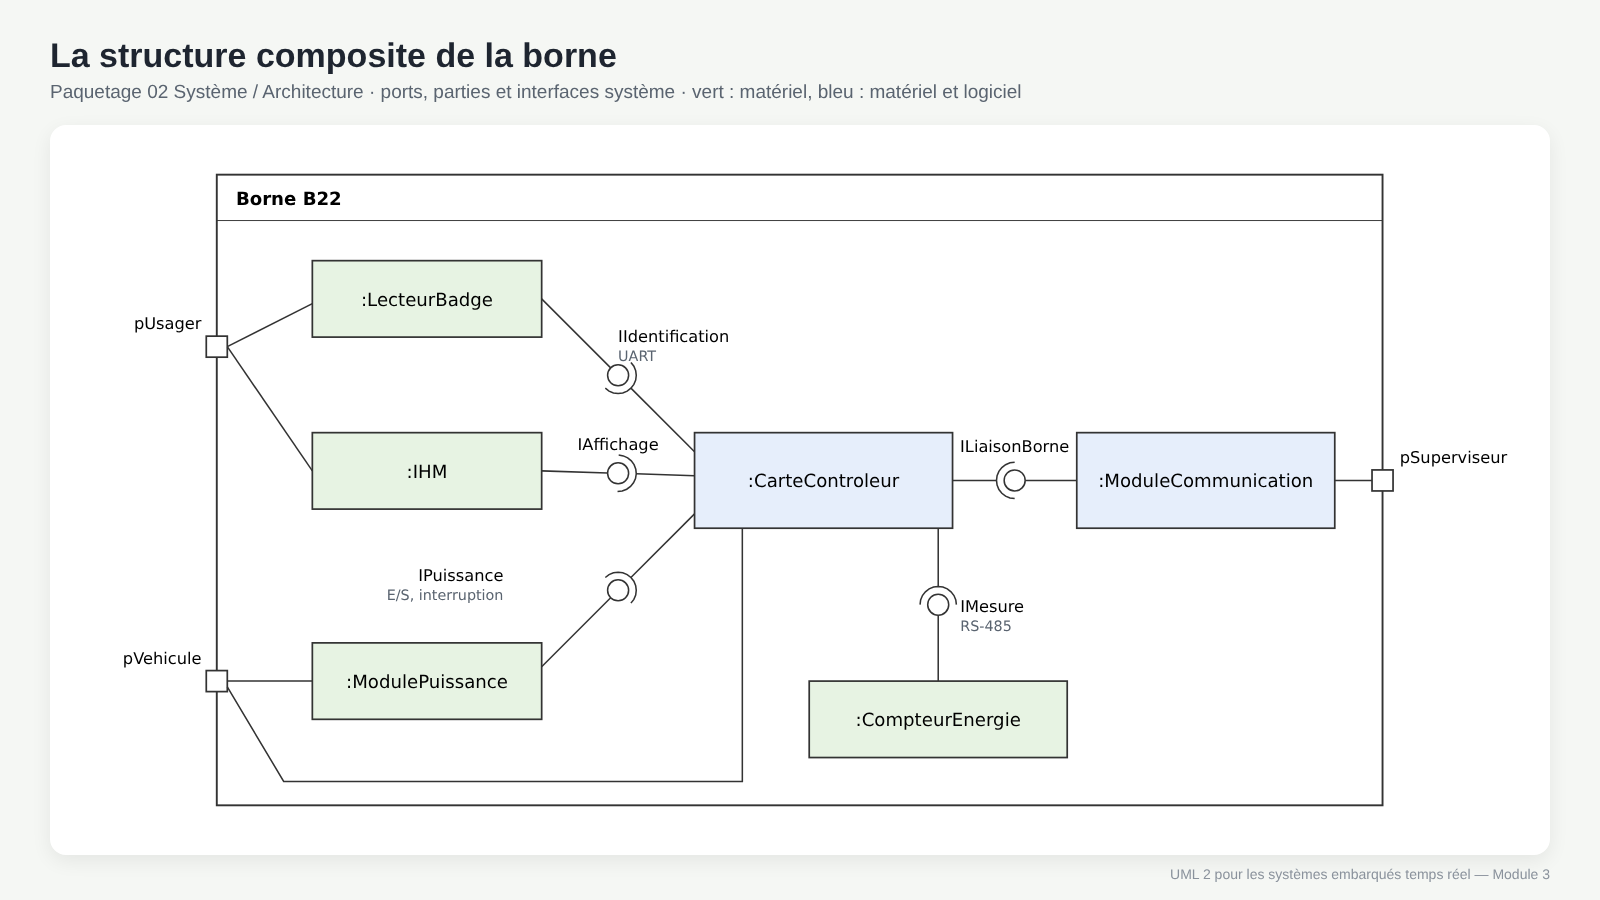 La structure composite de la borne
Paquetage 02 Système / Architecture · ports, parties et interfaces système · vert : matériel, bleu : matériel et logiciel
Borne B22
:LecteurBadge
pUsager
IIdentification
UART
IAffichage
:IHM
:CarteControleur
ILiaisonBorne
:ModuleCommunication
pSuperviseur
IPuissance
E/S, interruption
IMesure
RS-485
pVehicule
:ModulePuissance
:CompteurEnergie
UML 2 pour les systèmes embarqués temps réel — Module 3